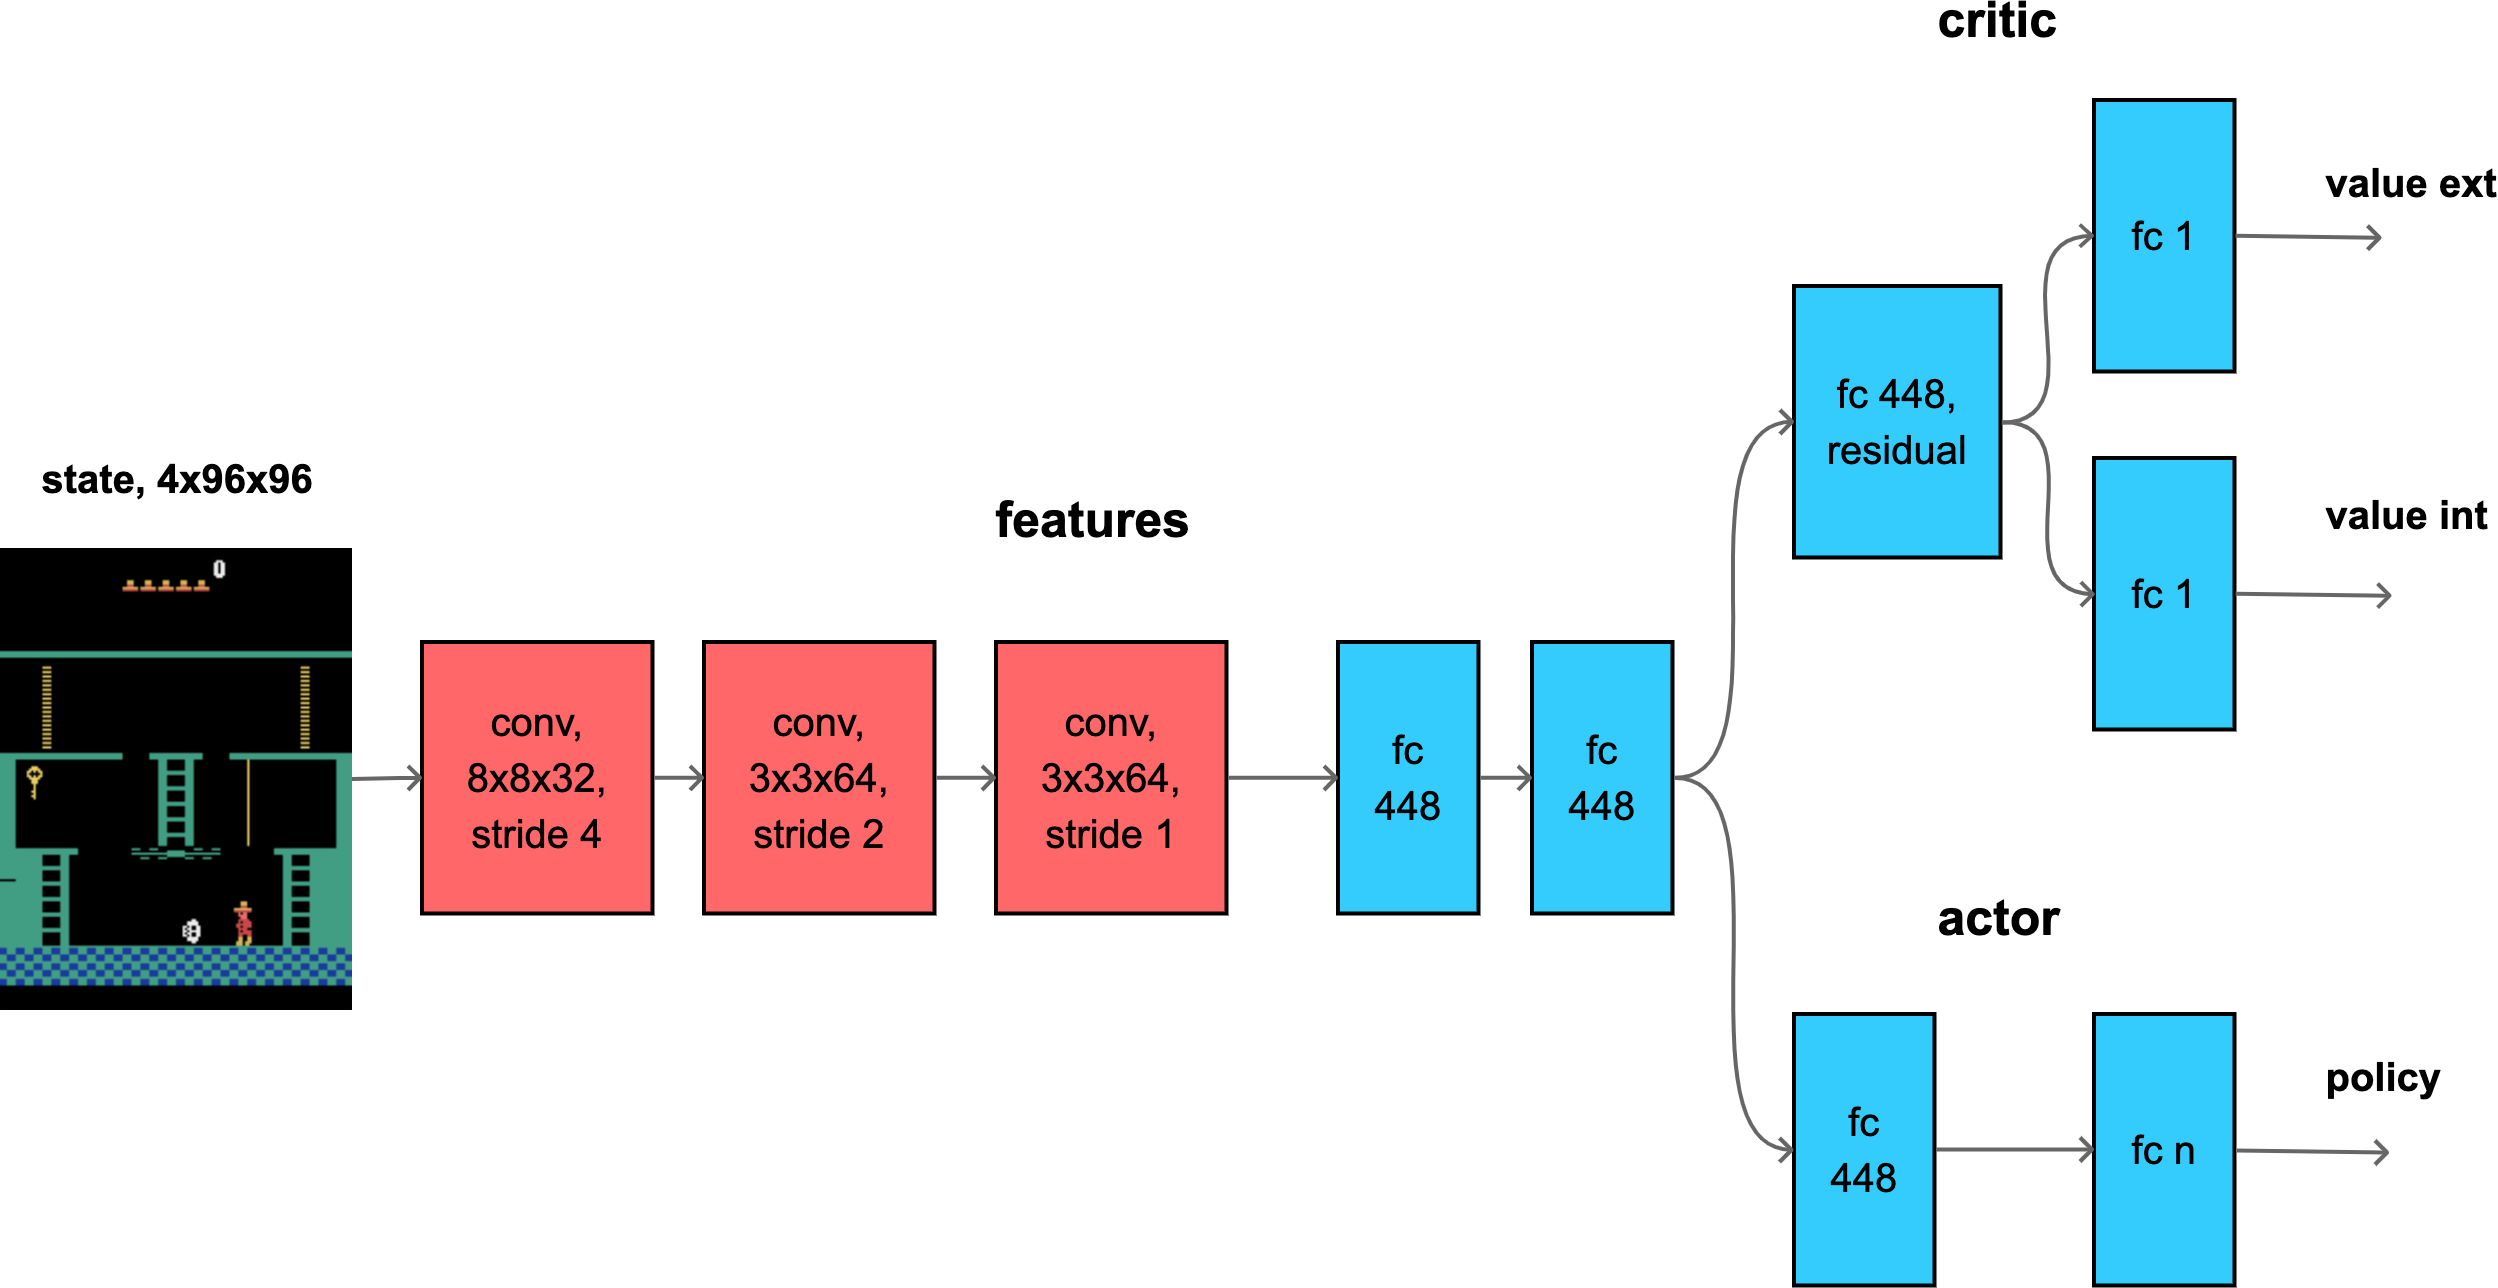 critic
value ext
fc 1
fc 448,
residual
state, 4x96x96
value int
features
fc 1
0
conv,
8x8x32,
stride 4
conv,
3x3x64,
stride 2
conv,
3x3x64,
stride 1
fc
448
fc
448
actor
policy
fc
448
fc n